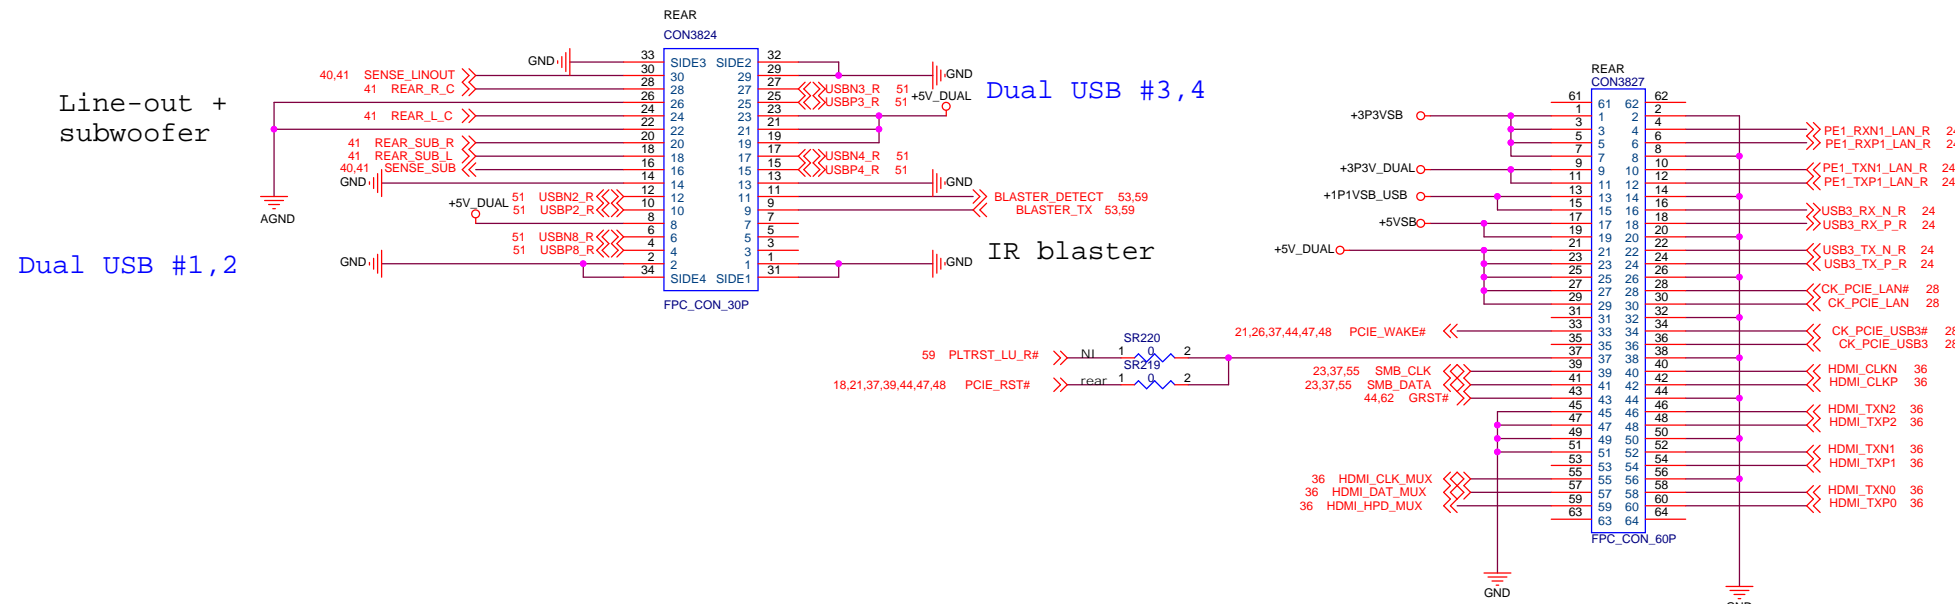 REAR
CON3824
GND
33 SIDE3 SIDE2 32
40,41 SENSE_LINOUT 30 30 29 29 GND
41 REAR_R_C 28 28 27 27 USBN3_R 51
26 26 25 25 USBP3_R 51 +5V_DUAL
Dual USB #3,4
Line-out +
subwoofer
41 REAR_L_C 24 24 23 23
22 22 21 21
41 REAR_SUB_R 20 20 19 19
41 REAR_SUB_L 18 18 17 17 USBN4_R 51
40,41 SENSE_SUB 16 16 15 15 USBP4_R 51
GND 14 14 13 13 GND
51 USBN2_R 12 12 11 11 BLASTER_DETECT 53,59
+5V_DUAL 51 USBP2_R 10 10 9 9 BLASTER_TX 53,59
AGND
8 8 7 7
51 USBN8_R 6 6 5 5
51 USBP8_R 4 4 3 3
IR blaster
Dual USB #1,2
GND 2 2 1 1 GND
34 SIDE4 SIDE1 31
FPC_CON_30P
REAR
CON3827
61 61 62 62
+3P3VSB 1 1 2 2
3 3 4 4 PE1_RXN1_LAN_R 24
5 5 6 6 PE1_RXP1_LAN_R 24
7 7 8 8
+3P3V_DUAL 9 9 10 10 PE1_TXN1_LAN_R 24
11 11 12 12 PE1_TXP1_LAN_R 24
+1P1VSB_USB 13 13 14 14
15 15 16 16 USB3_RX_N_R 24
+5VSB 17 17 18 18 USB3_RX_P_R 24
19 19 20 20
+5V_DUAL 21 21 22 22 USB3_TX_N_R 24
23 23 24 24 USB3_TX_P_R 24
25 25 26 26
27 27 28 28 CK_PCIE_LAN# 28
29 29 30 30 CK_PCIE_LAN 28
31 31 32 32
21,26,37,44,47,48 PCIE_WAKE# 33 33 34 34 CK_PCIE_USB3# 28
35 35 36 36 CK_PCIE_USB3 28
SR220
59 PLTRST_LU_R# NI 1 0 2 37 37 38 38
SR219
18,21,37,39,44,47,48 PCIE_RST# rear 1 0 2
23,37,55 SMB_CLK 39 39 40 40 HDMI_CLKN 36
23,37,55 SMB_DATA 41 41 42 42 HDMI_CLKP 36
44,62 GRST# 43 43 44 44
45 45 46 46 HDMI_TXN2 36
47 47 48 48 HDMI_TXP2 36
49 49 50 50
51 51 52 52 HDMI_TXN1 36
53 53 54 54 HDMI_TXP1 36
36 HDMI_CLK_MUX 55 55 56 56
36 HDMI_DAT_MUX 57 57 58 58 HDMI_TXN0 36
36 HDMI_HPD_MUX 59 59 60 60 HDMI_TXP0 36
63 63 64 64
FPC_CON_60P
GND
GND